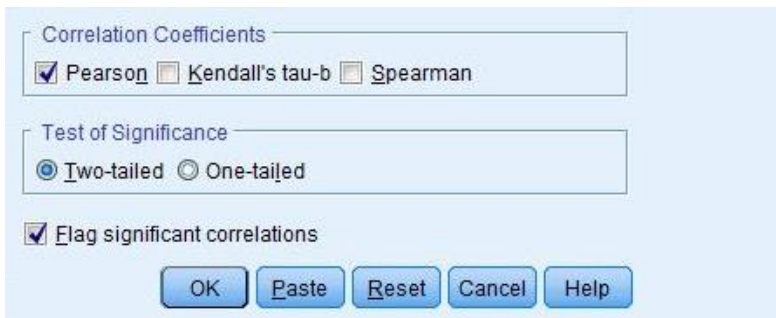 Correlation Coefficients
Pearson Kendall's tau-b Spearman
Test of Significance
Two-tailed One-tailed
Flag significant correlations
OK Paste Reset Cancel Help